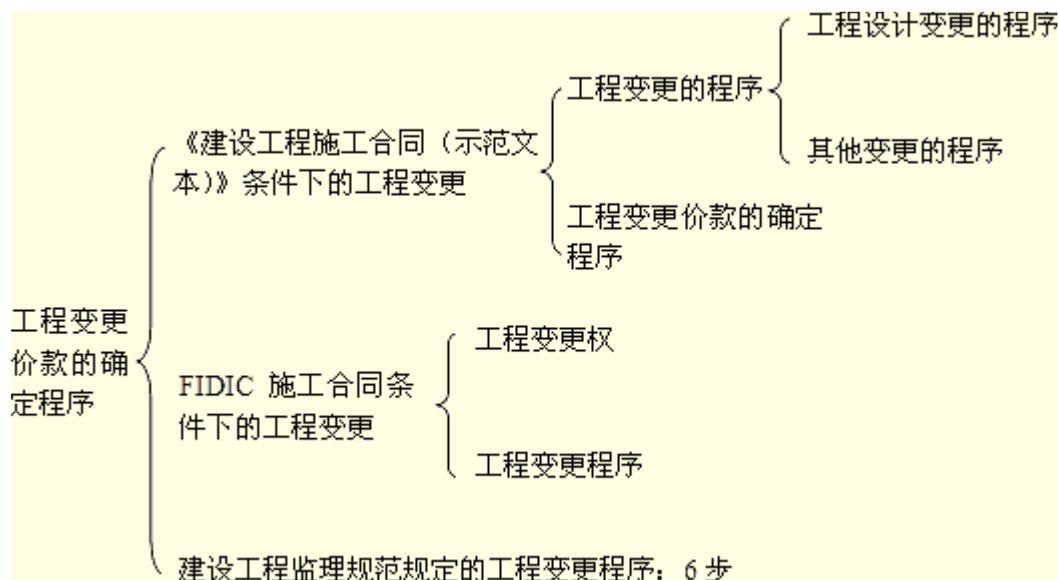 工程变更
价款的确
定程序
《建设工程施工合同（示范文
本）》条件下的工程变更
工程变更的程序
工程设计变更的程序
其他变更的程序
工程变更价款的确定
程序
FIDIC 施工合同条
件下的工程变更
工程变更权
工程变更程序
建设工程监理规范规定的工程变更程序：6 步